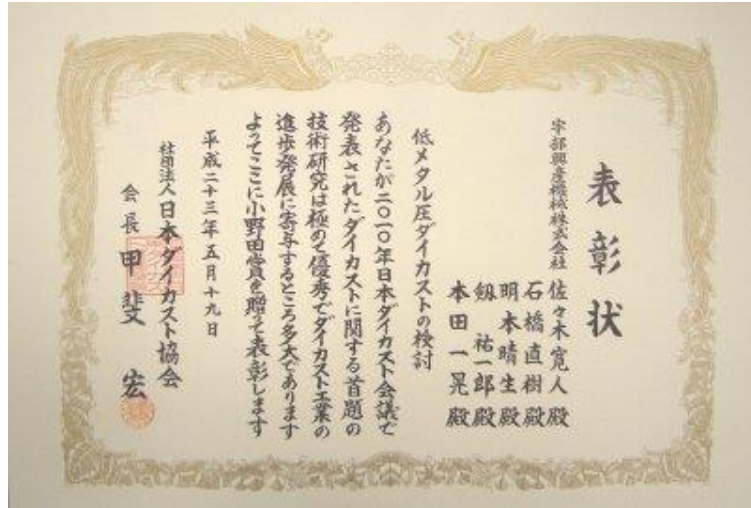 表彰状
宇部興産機械株式会社
佐々木寛人殿
石橋直樹殿
明本晴生殿
釼祐一郎殿
本田一晃殿
低メタル圧ダイカストの検討
あなたが二〇一〇年日本ダイカスト会議で
発表されたダイカストに関する首題の
技術研究は極めて優秀でダイカスト工業の
進歩発展に寄与するところ多大であります
よってここに小野田賞を贈って表彰します
平成二十三年五月十九日
社団法人日本ダイカスト協会
会長甲斐宏